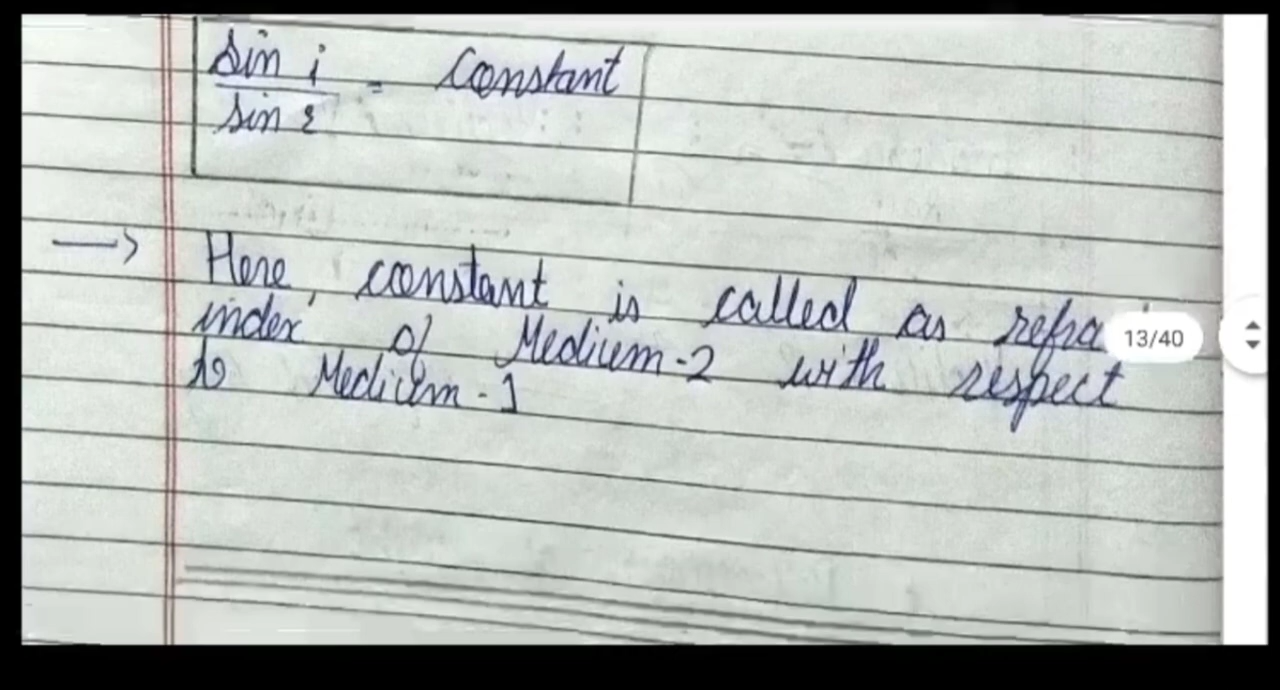 sin i
sin r = constant
→ Here, constant is called as refra
13/40
index of Medium-2 with respect
to Medium-1